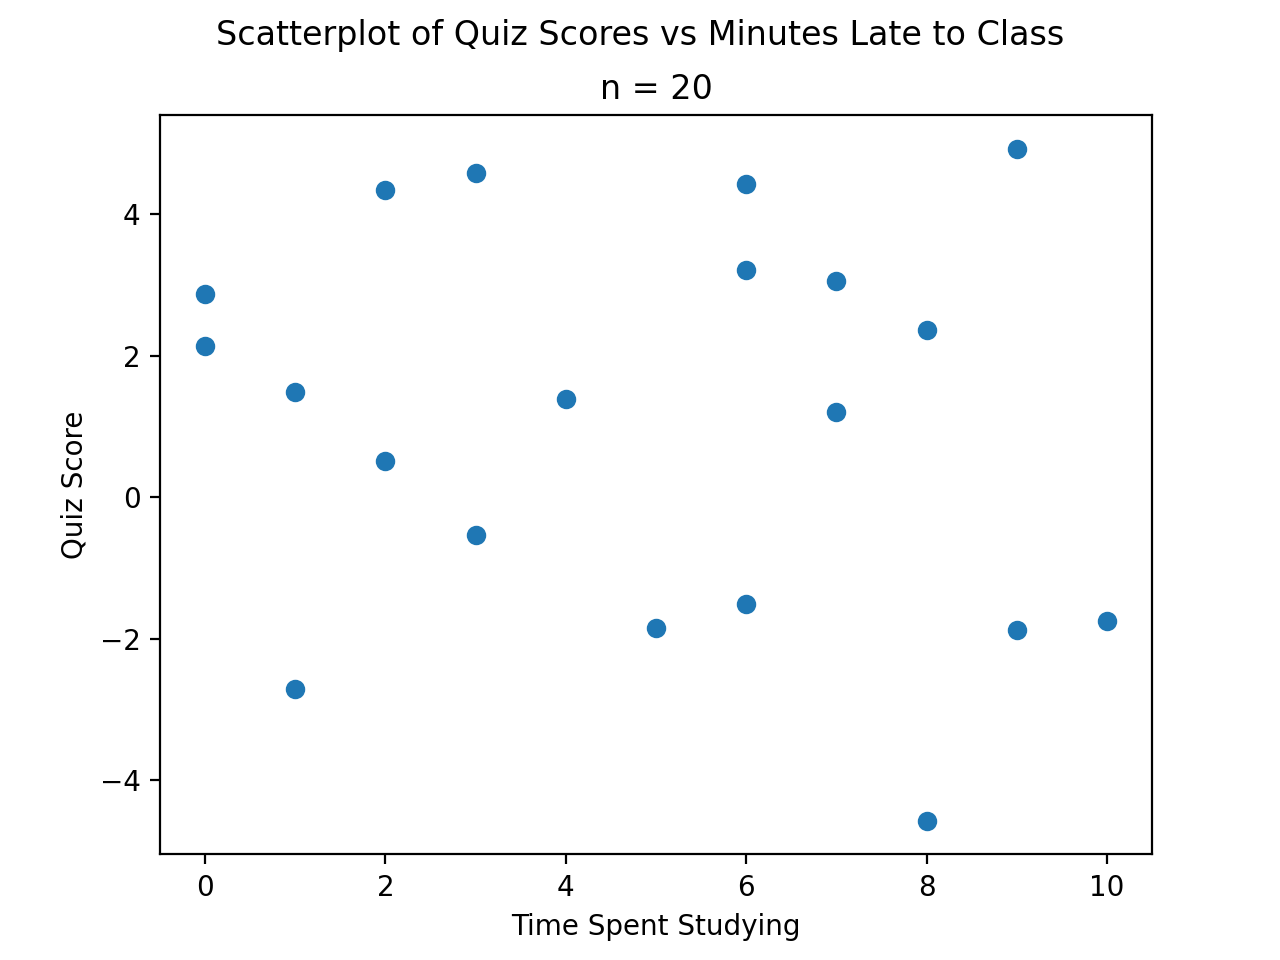 Scatterplot of Quiz Scores vs Minutes Late to Class
n = 20
4
2
0
−2
−4
Quiz Score
0 2 4 6 8 10
Time Spent Studying